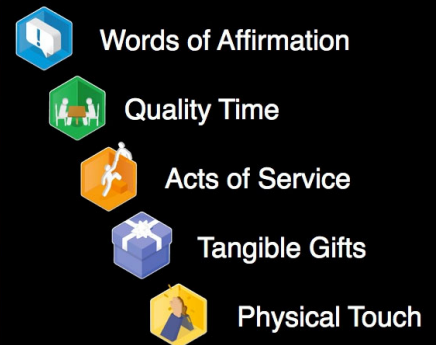 Words of Affirmation
Quality Time
Acts of Service
Tangible Gifts
Physical Touch